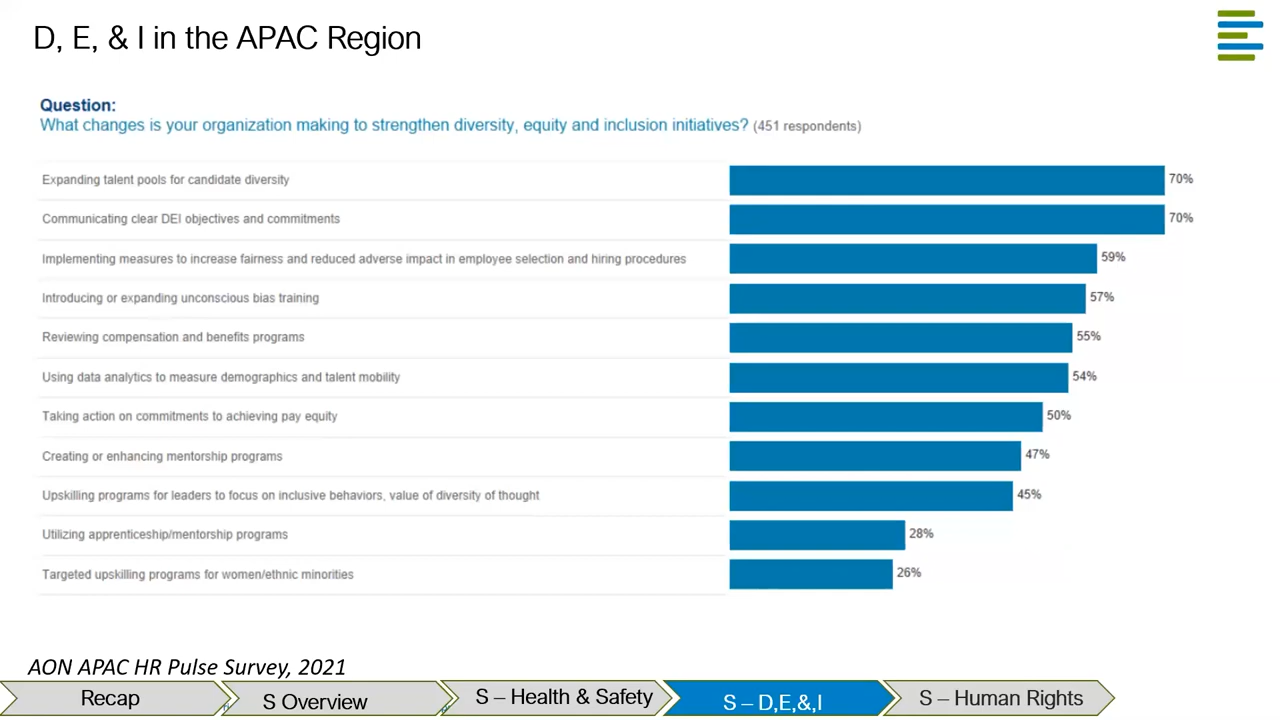 D, E, & I in the APAC Region
Question:
What changes is your organization making to strengthen diversity, equity and inclusion initiatives? (451 respondents)
Expanding talent pools for candidate diversity 70%
Communicating clear DEI objectives and commitments 70%
Implementing measures to increase fairness and reduced adverse impact in employee selection and hiring procedures 59%
Introducing or expanding unconscious bias training 57%
Reviewing compensation and benefits programs 55%
Using data analytics to measure demographics and talent mobility 54%
Taking action on commitments to achieving pay equity 50%
Creating or enhancing mentorship programs 47%
Upskilling programs for leaders to focus on inclusive behaviors, value of diversity of thought 45%
Utilizing apprenticeship/mentorship programs 28%
Targeted upskilling programs for women/ethnic minorities 26%
AON APAC HR Pulse Survey, 2021
Recap
S Overview
S – Health & Safety
S – D,E,&,I
S – Human Rights